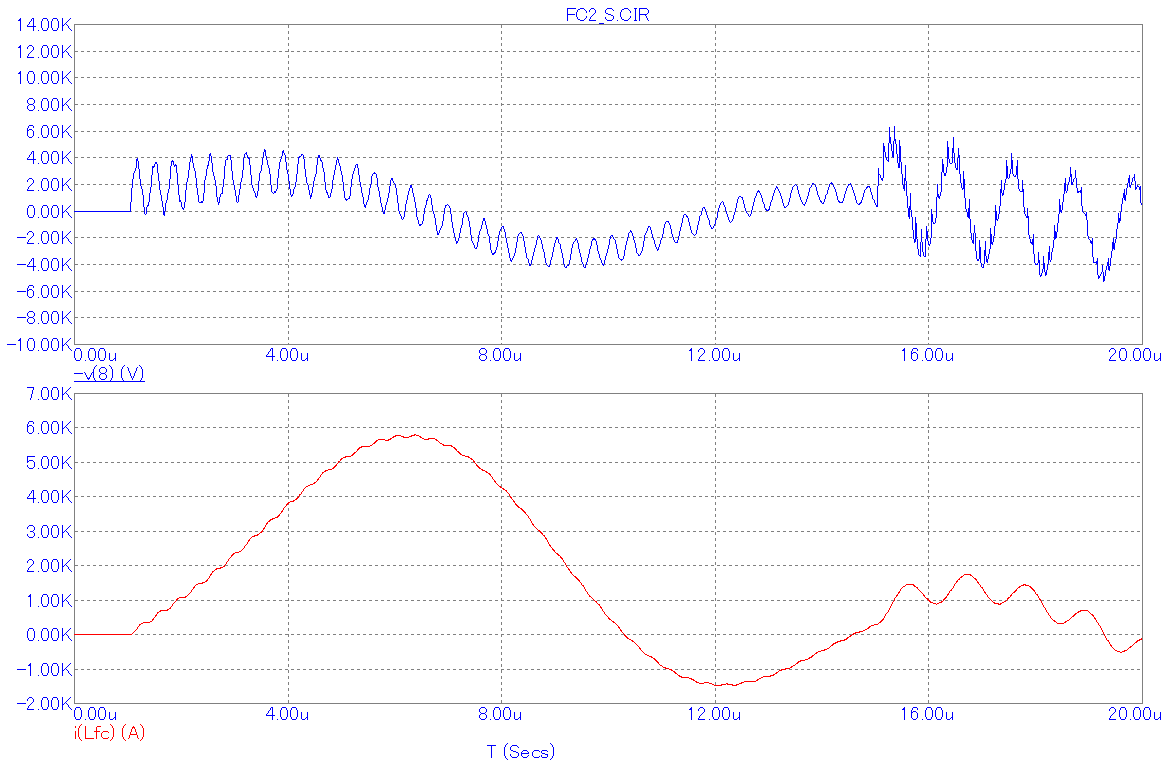 FC2_S.CIR
14.00K
12.00K
10.00K
8.00K
6.00K
4.00K
2.00K
0.00K
-2.00K
-4.00K
-6.00K
-8.00K
-10.00K
0.00u 4.00u 8.00u 12.00u 16.00u 20.00u
-v(8) (V)
7.00K
6.00K
5.00K
4.00K
3.00K
2.00K
1.00K
0.00K
-1.00K
-2.00K
0.00u 4.00u 8.00u 12.00u 16.00u 20.00u
i(Lfc) (A)
T (Secs)